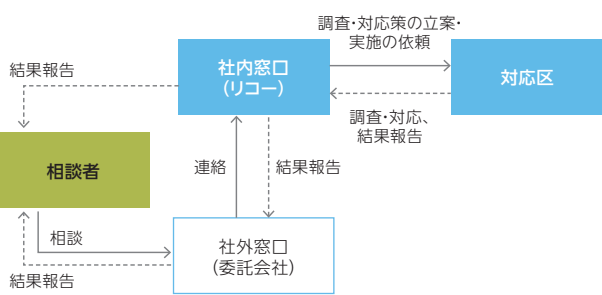 調査・対応策の立案・
実施の依頼
結果報告
社内窓口
(リコー)
対応区
調査・対応、
結果報告
相談者
連絡
結果報告
相談
社外窓口
(委託会社)
結果報告